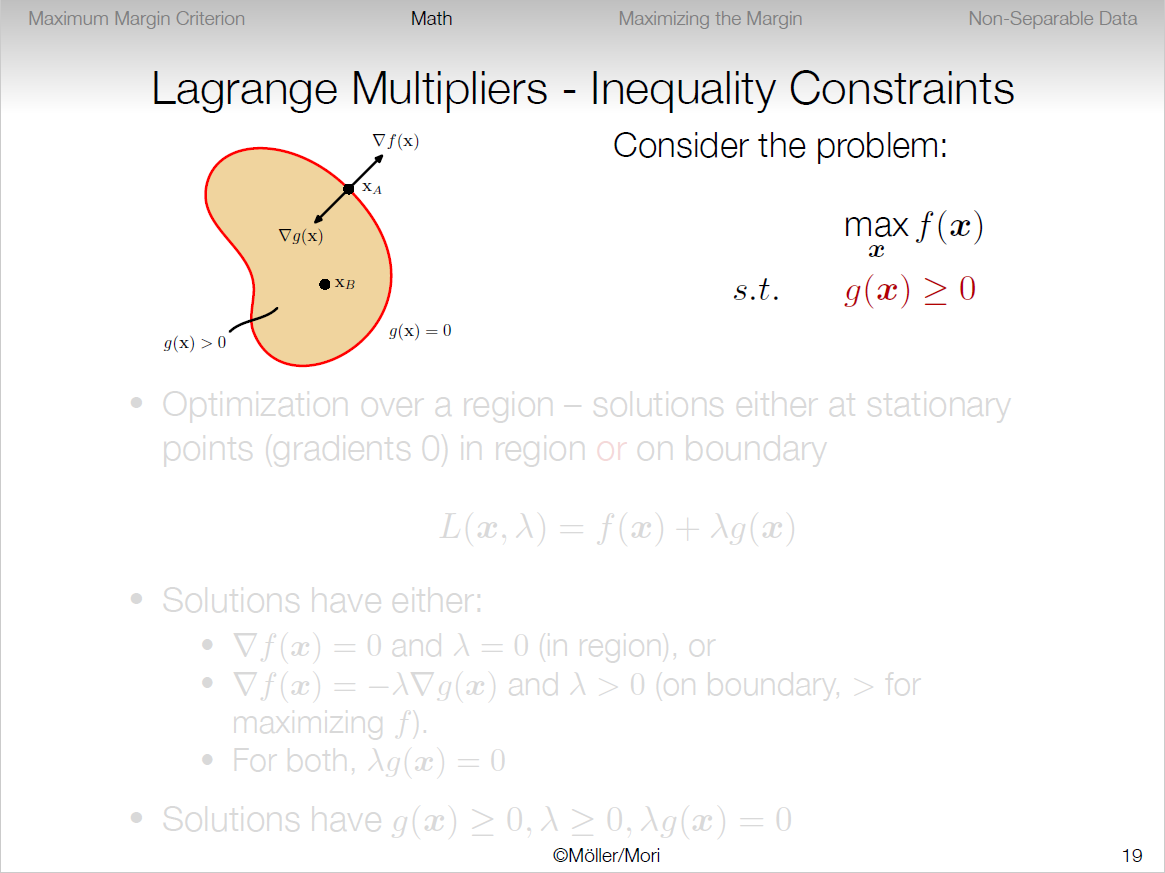 Maximum Margin Criterion Math Maximizing the Margin Non-Separable Data
Lagrange Multipliers - Inequality Constraints
∇f(x)
x_A
∇g(x)
x_B
g(x) > 0
g(x) = 0
Consider the problem:
max f(x)
x
s.t. g(x) ≥ 0
• Optimization over a region – solutions either at stationary
points (gradients 0) in region or on boundary
L(x, λ) = f(x) + λg(x)
• Solutions have either:
• ∇f(x) = 0 and λ = 0 (in region), or
• ∇f(x) = −λ∇g(x) and λ > 0 (on boundary, > for
maximizing f).
• For both, λg(x) = 0
• Solutions have g(x) ≥ 0, λ ≥ 0, λg(x) = 0
©Möller/Mori
19